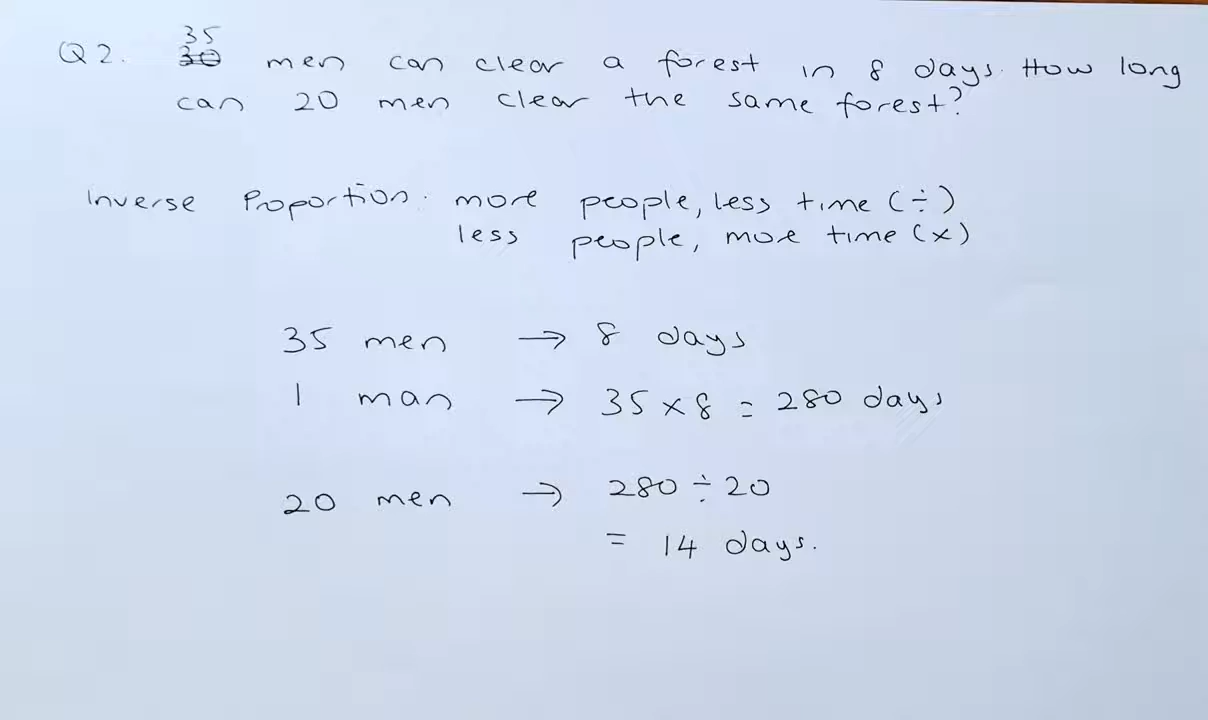 35
Q2. 30 men can clear a forest in 8 days. How long
can 20 men clear the same forest?
Inverse Proportion. more people, less time (÷)
less people, more time (x)
35 men → 8 days
1 man → 35 × 8 = 280 days
20 men → 280 ÷ 20
= 14 days.